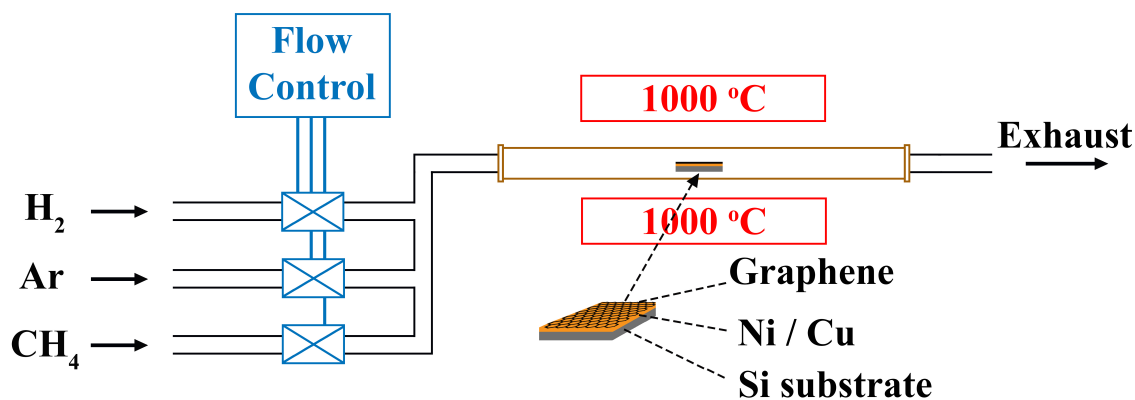 Flow
Control
1000 °C
Exhaust
H₂
1000 °C
Ar
Graphene
CH₄
Ni / Cu
Si substrate